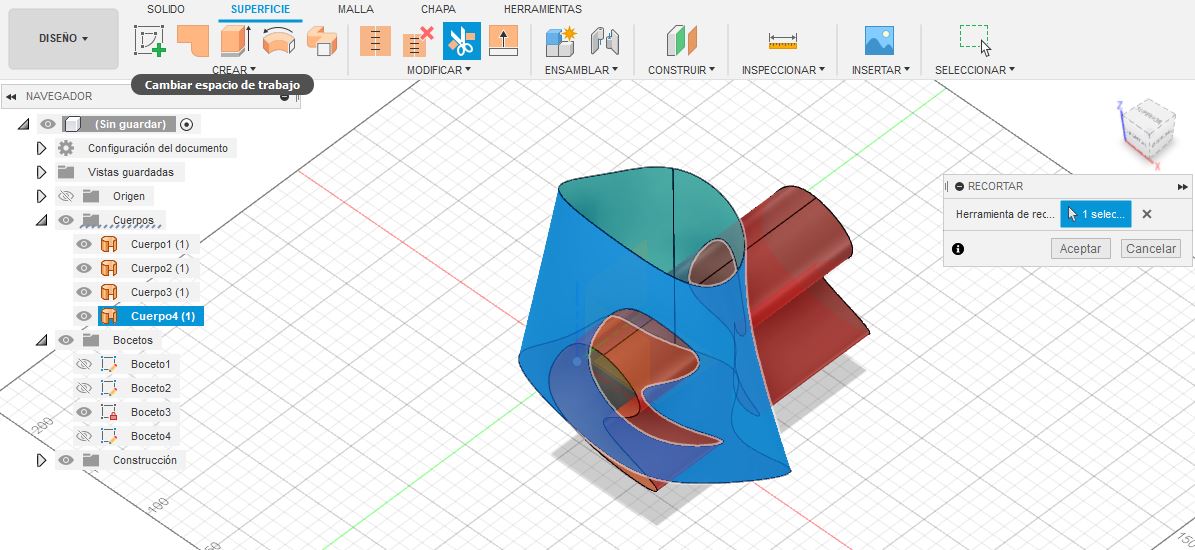 SOLIDO SUPERFICIE MALLA CHAPA HERRAMIENTAS
DISEÑO
CREAR MODIFICAR ENSAMBLAR CONSTRUIR INSPECCIONAR INSERTAR SELECCIONAR
Cambiar espacio de trabajo
NAVEGADOR
(Sin guardar)
Configuración del documento
Vistas guardadas
Origen
Cuerpos
Cuerpo1 (1)
Cuerpo2 (1)
Cuerpo3 (1)
Cuerpo4 (1)
Bocetos
Boceto1
Boceto2
Boceto3
Boceto4
Construcción
RECORTAR
Herramienta de rec... 1 selec...
Aceptar Cancelar
Z
X
200
100
150